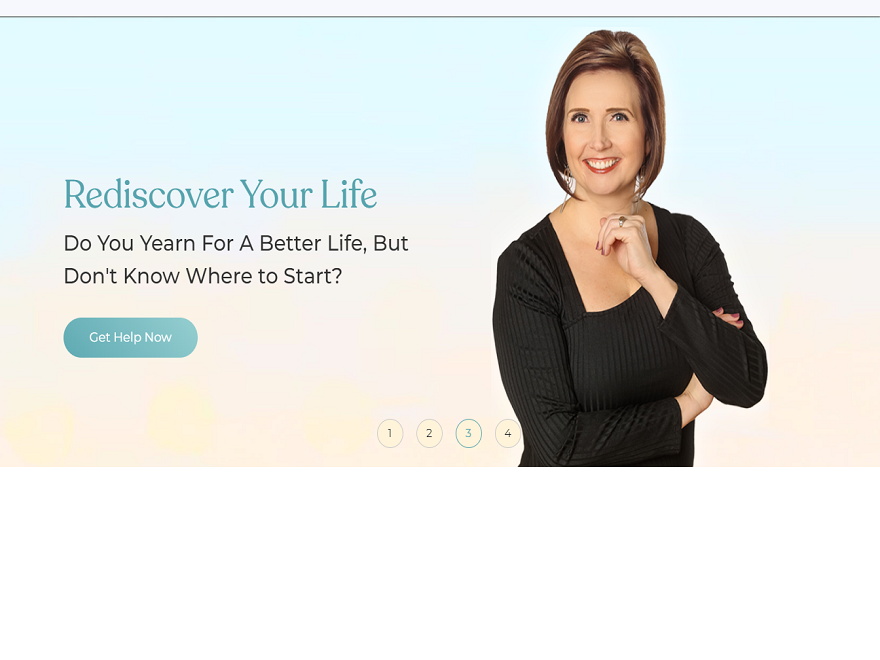 Rediscover Your Life
Do You Yearn For A Better Life, But
Don't Know Where to Start?
Get Help Now
1 2 3 4